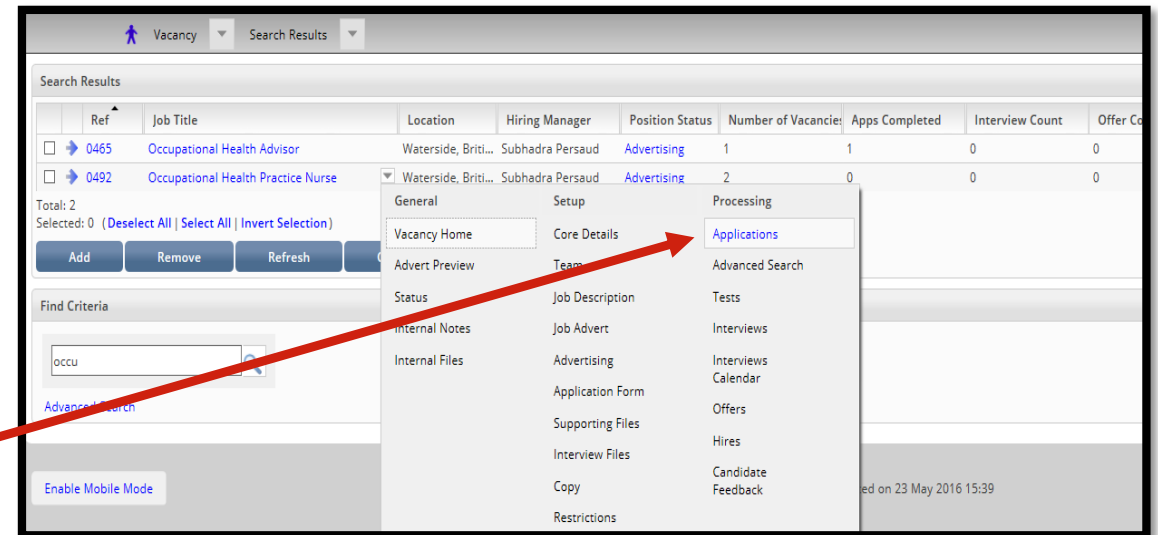 Vacancy Search Results
Search Results
Ref Job Title Location Hiring Manager Position Status Number of Vacancies Apps Completed Interview Count Offer Co
0465 Occupational Health Advisor Waterside, Briti... Subhadra Persaud Advertising 1 1 0 0
0492 Occupational Health Practice Nurse Waterside, Briti... Subhadra Persaud Advertising 2 0 0 0
Total: 2
Selected: 0 (Deselect All | Select All | Invert Selection)
Add Remove Refresh
General Setup Processing
Vacancy Home Core Details Applications
Advert Preview Team Advanced Search
Status Job Description Tests
Internal Notes Job Advert Interviews
Internal Files Advertising Interviews
Calendar
Application Form
Offers
Supporting Files
Hires
Interview Files
Candidate
Feedback
Copy
Restrictions
Find Criteria
occu
Advanced Search
Enable Mobile Mode
ed on 23 May 2016 15:39